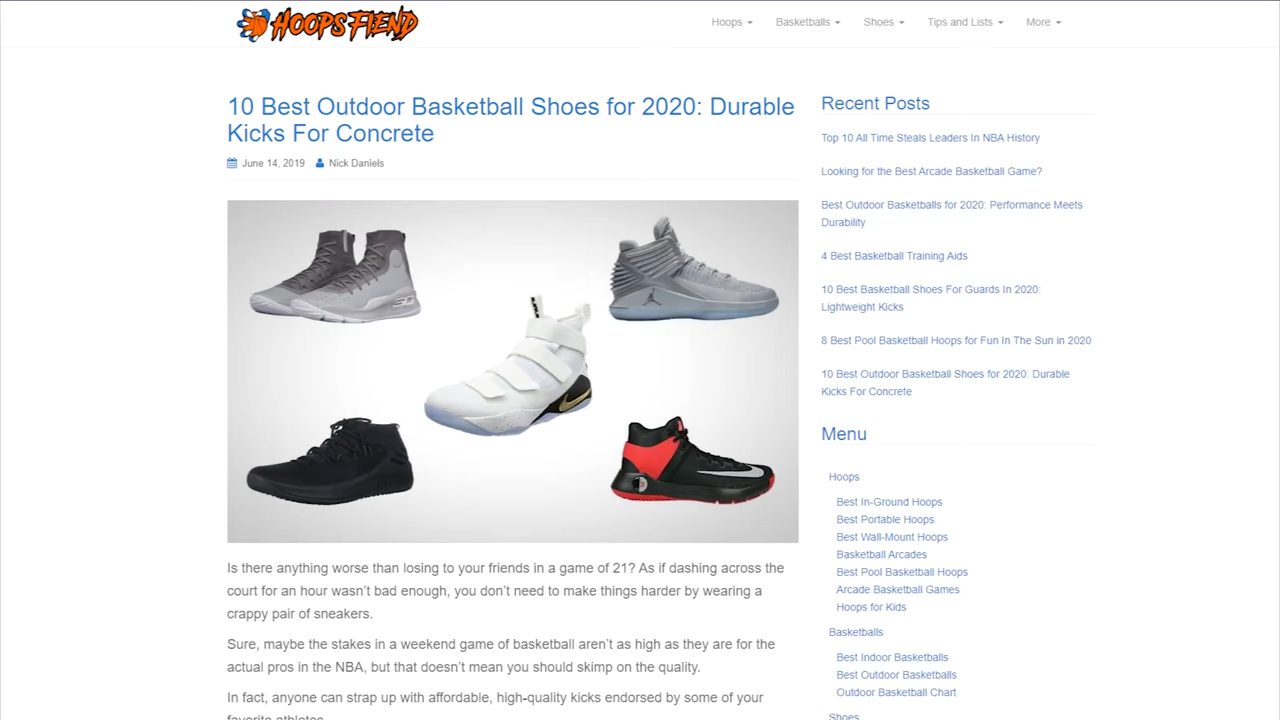 HOOPS FIEND
Hoops
Basketballs
Shoes
Tips and Lists
More
10 Best Outdoor Basketball Shoes for 2020: Durable
Kicks For Concrete
June 14, 2019
Nick Daniels
Is there anything worse than losing to your friends in a game of 21? As if dashing across the
court for an hour wasn't bad enough, you don't need to make things harder by wearing a
crappy pair of sneakers.
Sure, maybe the stakes in a weekend game of basketball aren't as high as they are for the
actual pros in the NBA, but that doesn't mean you should skimp on the quality.
In fact, anyone can strap up with affordable, high-quality kicks endorsed by some of your
favorite athletes.
Recent Posts
Top 10 All Time Steals Leaders In NBA History
Looking for the Best Arcade Basketball Game?
Best Outdoor Basketballs for 2020: Performance Meets
Durability
4 Best Basketball Training Aids
10 Best Basketball Shoes For Guards In 2020:
Lightweight Kicks
8 Best Pool Basketball Hoops for Fun In The Sun in 2020
10 Best Outdoor Basketball Shoes for 2020: Durable
Kicks For Concrete
Menu
Hoops
Best In-Ground Hoops
Best Portable Hoops
Best Wall-Mount Hoops
Basketball Arcades
Best Pool Basketball Hoops
Arcade Basketball Games
Hoops for Kids
Basketballs
Best Indoor Basketballs
Best Outdoor Basketballs
Outdoor Basketball Chart
Shoes